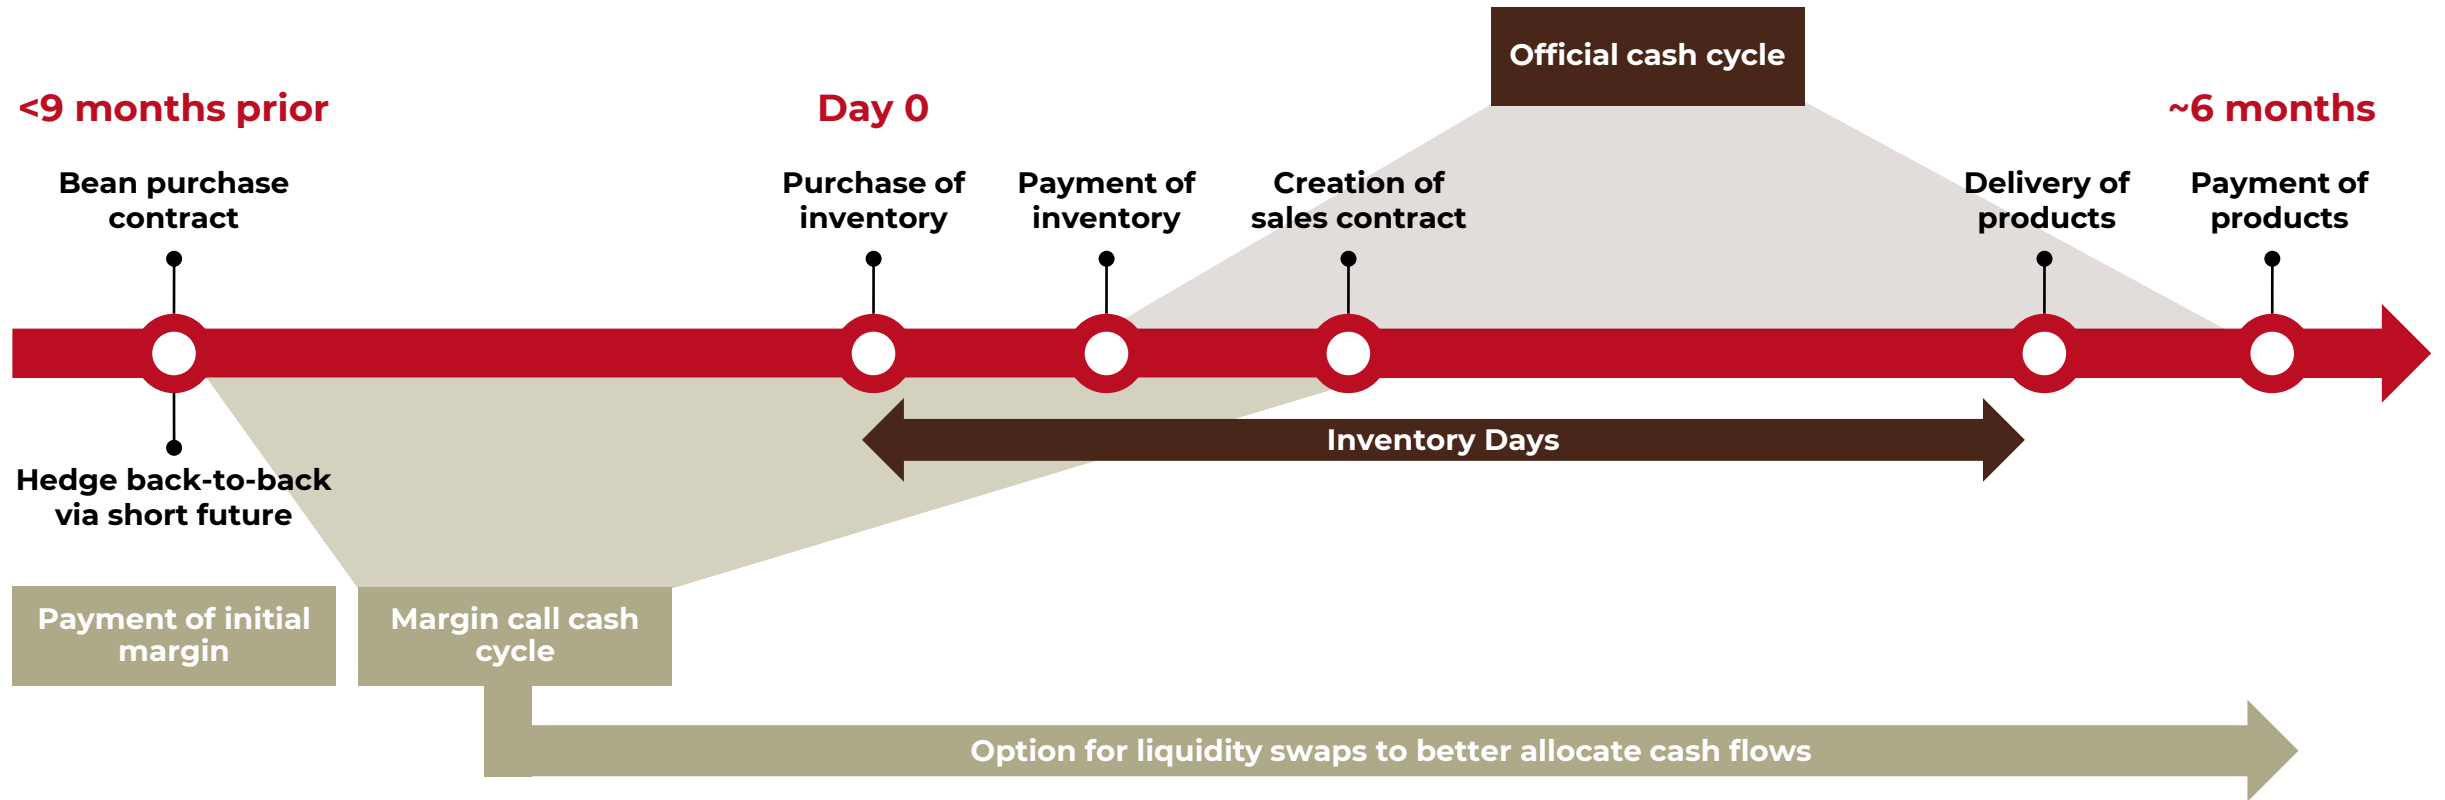 Official cash cycle
<9 months prior
Day 0
~6 months
Bean purchase
contract
Purchase of
inventory
Payment of
inventory
Creation of
sales contract
Delivery of
products
Payment of
products
Inventory Days
Hedge back-to-back
via short future
Payment of initial
margin
Margin call cash
cycle
Option for liquidity swaps to better allocate cash flows